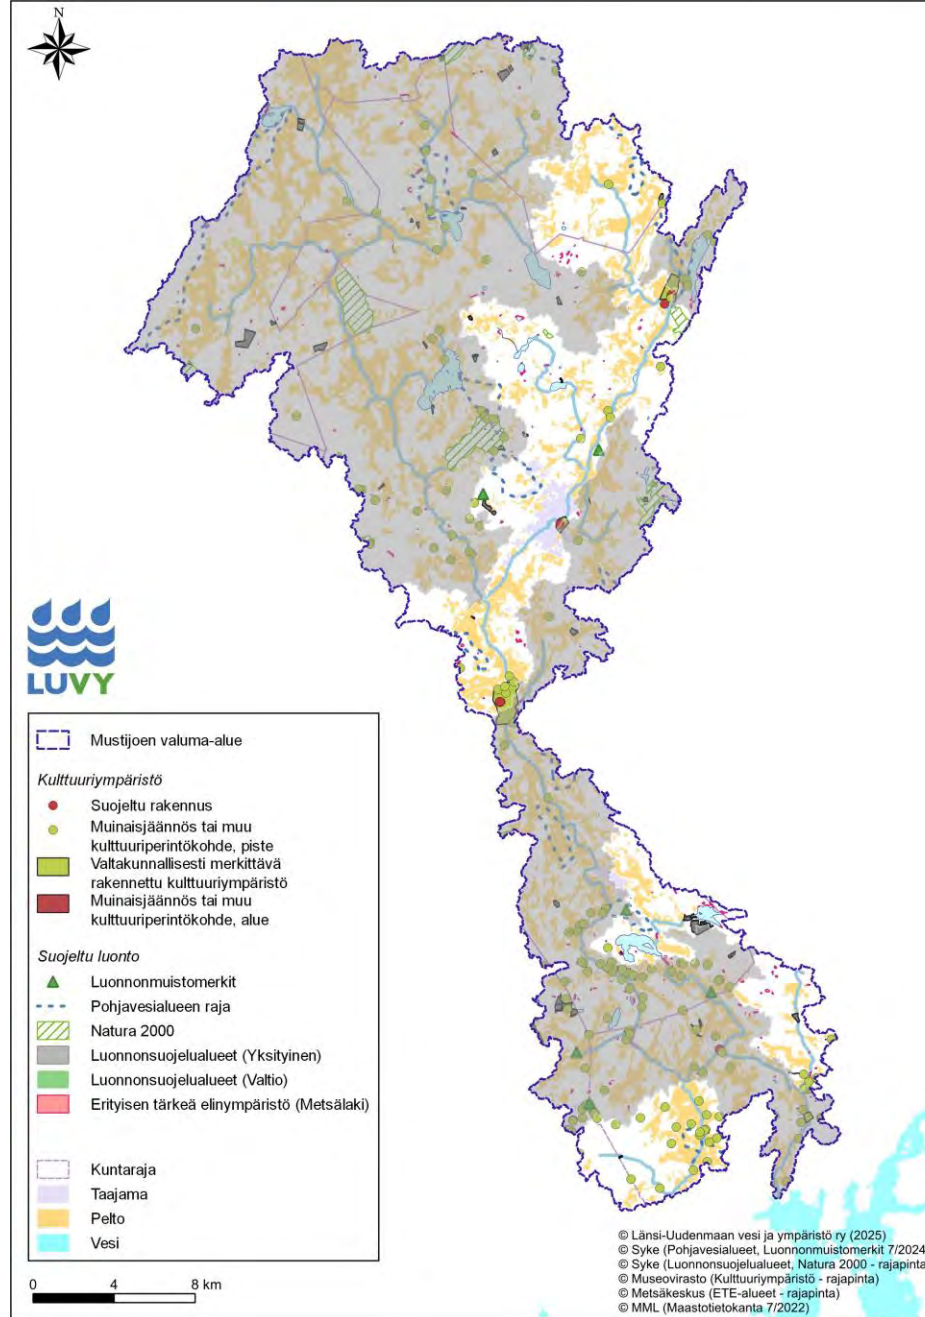 N
LUVY
Mustijoen valuma-alue
Kulttuuriympäristö
Suojeltu rakennus
Muinaisjäännös tai muu
kulttuuriperintökohde, piste
Valtakunnallisesti merkittävä
rakennettu kulttuuriympäristö
Muinaisjäännös tai muu
kulttuuriperintökohde, alue
Suojeltu luonto
Luonnonmuistomerkit
Pohjavesialueen raja
Natura 2000
Luonnonsuojelualueet (Yksityinen)
Luonnonsuojelualueet (Valtio)
Erityisen tärkeä elinympäristö (Metsälaki)
Kuntaraja
Taajama
Pelto
Vesi
0 4 8 km
© Länsi-Uudenmaan vesi ja ympäristö ry (2025)
© Syke (Pohjavesialueet, Luonnonmuistomerkit 7/2024
© Syke (Luonnonsuojelualueet, Natura 2000 - rajapinta
© Museovirasto (Kulttuuriympäristö - rajapinta)
© Metsäkeskus (ETE-alueet - rajapinta)
© MML (Maastotietokanta 7/2022)